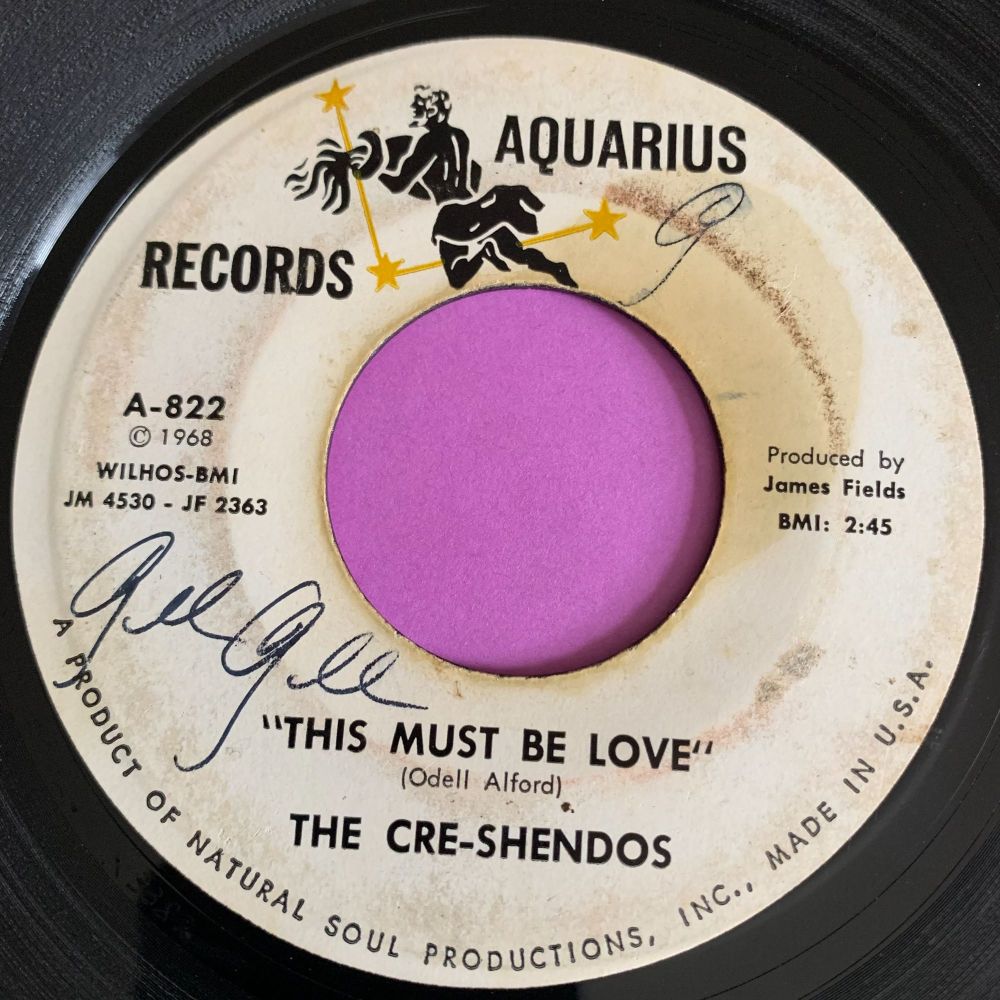 AQUARIUS
RECORDS
A-822
© 1968
WILHOS-BMI
JM 4530 - JF 2363
Produced by
James Fields
BMI: 2:45
"THIS MUST BE LOVE"
(Odell Alford)
THE CRE-SHENDOS
A PRODUCT OF NATURAL SOUL PRODUCTIONS, INC., MADE IN U.S.A.